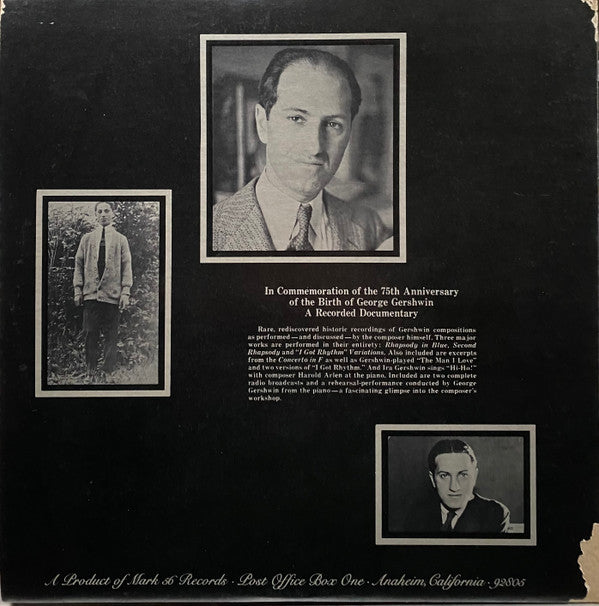 In Commemoration of the 75th Anniversary
of the Birth of George Gershwin
A Recorded Documentary
Rare, rediscovered historic recordings of Gershwin compositions
as performed—and discussed—by the composer himself. Three major
works are performed in their entirety: Rhapsody in Blue, Second
Rhapsody and "I Got Rhythm" Variations. Also included are excerpts
from the Concerto in F as well as Gershwin-played "The Man I Love"
and two versions of "I Got Rhythm." And Ira Gershwin sings "Hi-Ho!"
with composer Harold Arlen at the piano. Included are two complete
radio broadcasts and a rehearsal-performance conducted by George
Gershwin from the piano—a fascinating glimpse into the composer's
workshop.
A Product of Mark 56 Records · Post Office Box One · Anaheim, California · 92805